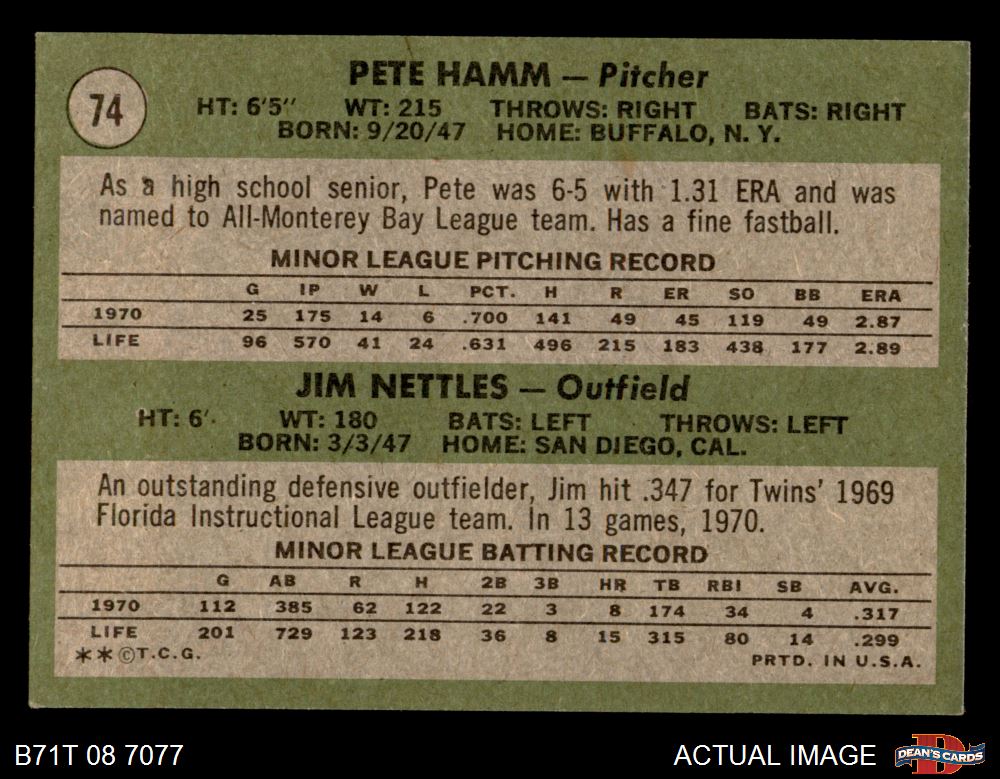 74
PETE HAMM — Pitcher
HT: 6'5" WT: 215 THROWS: RIGHT BATS: RIGHT
BORN: 9/20/47 HOME: BUFFALO, N. Y.
As a high school senior, Pete was 6-5 with 1.31 ERA and was
named to All-Monterey Bay League team. Has a fine fastball.
MINOR LEAGUE PITCHING RECORD
G IP W L PCT. H R ER SO BB ERA
1970 25 175 14 6 .700 141 49 45 119 49 2.87
LIFE 96 570 41 24 .631 496 215 183 438 177 2.89
JIM NETTLES — Outfield
HT: 6' WT: 180 BATS: LEFT THROWS: LEFT
BORN: 3/3/47 HOME: SAN DIEGO, CAL.
An outstanding defensive outfielder, Jim hit .347 for Twins' 1969
Florida Instructional League team. In 13 games, 1970.
MINOR LEAGUE BATTING RECORD
G AB R H 2B 3B HR TB RBI SB AVG.
1970 112 385 62 122 22 3 8 174 34 4 .317
LIFE 201 729 123 218 36 8 15 315 80 14 .299
**©T.C.G. PRTD. IN U.S.A.
B71T 08 7077 ACTUAL IMAGE D DEAN'S CARDS